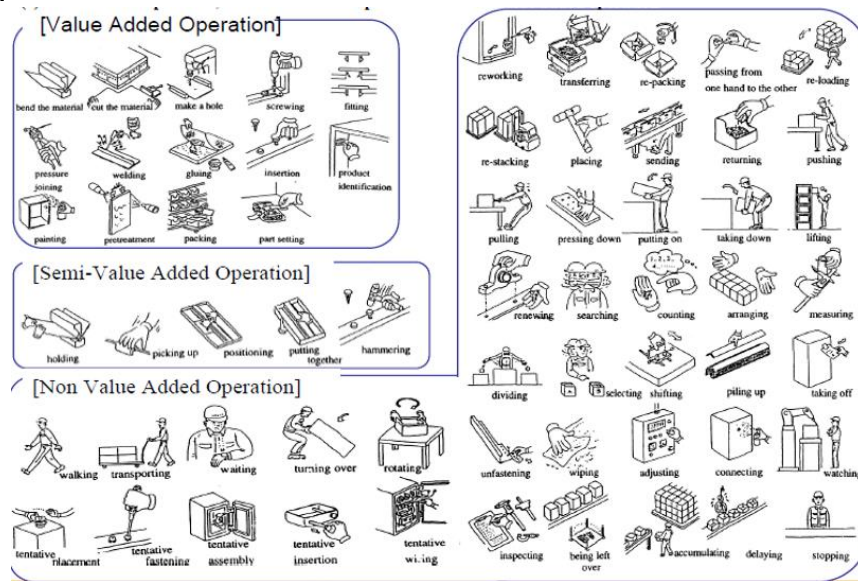 [Value Added Operation]
bend the material
cut the material
make a hole
screwing
fitting
pressure
joining
welding
gluing
insertion
product
identification
painting
pretreatment
packing
part setting
[Semi-Value Added Operation]
holding
picking up
positioning
putting
together
hammering
[Non Value Added Operation]
walking
transporting
waiting
turning over
rotating
tentative
placement
tentative
fastening
tentative
assembly
tentative
insertion
tentative
reworking
transferring
re-packing
passing from
one hand to the other
re-loading
re-stacking
placing
sending
returning
pushing
pulling
pressing down
putting on
taking down
lifting
renewing
searching
1, 2, 3,
counting
arranging
measuring
dividing
selecting
shifting
piling up
taking off
unfastening
wiping
adjusting
connecting
watching
inspecting
being left
over
accumulating
delaying
stopping